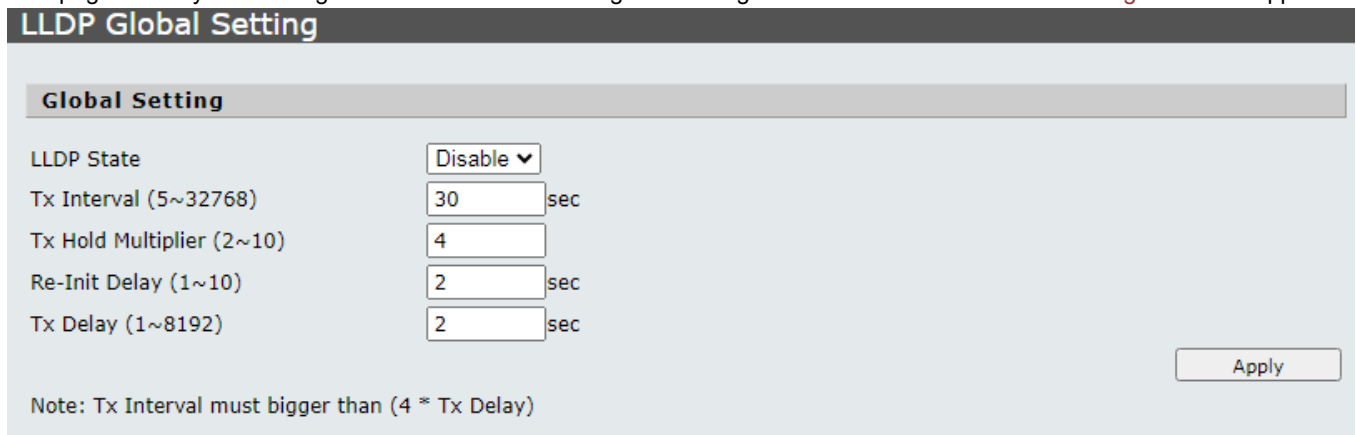 LLDP Global Setting
Global Setting
LLDP State Disable
Tx Interval (5~32768) 30 sec
Tx Hold Multiplier (2~10) 4
Re-Init Delay (1~10) 2 sec
Tx Delay (1~8192) 2 sec
Apply
Note: Tx Interval must bigger than (4 * Tx Delay)